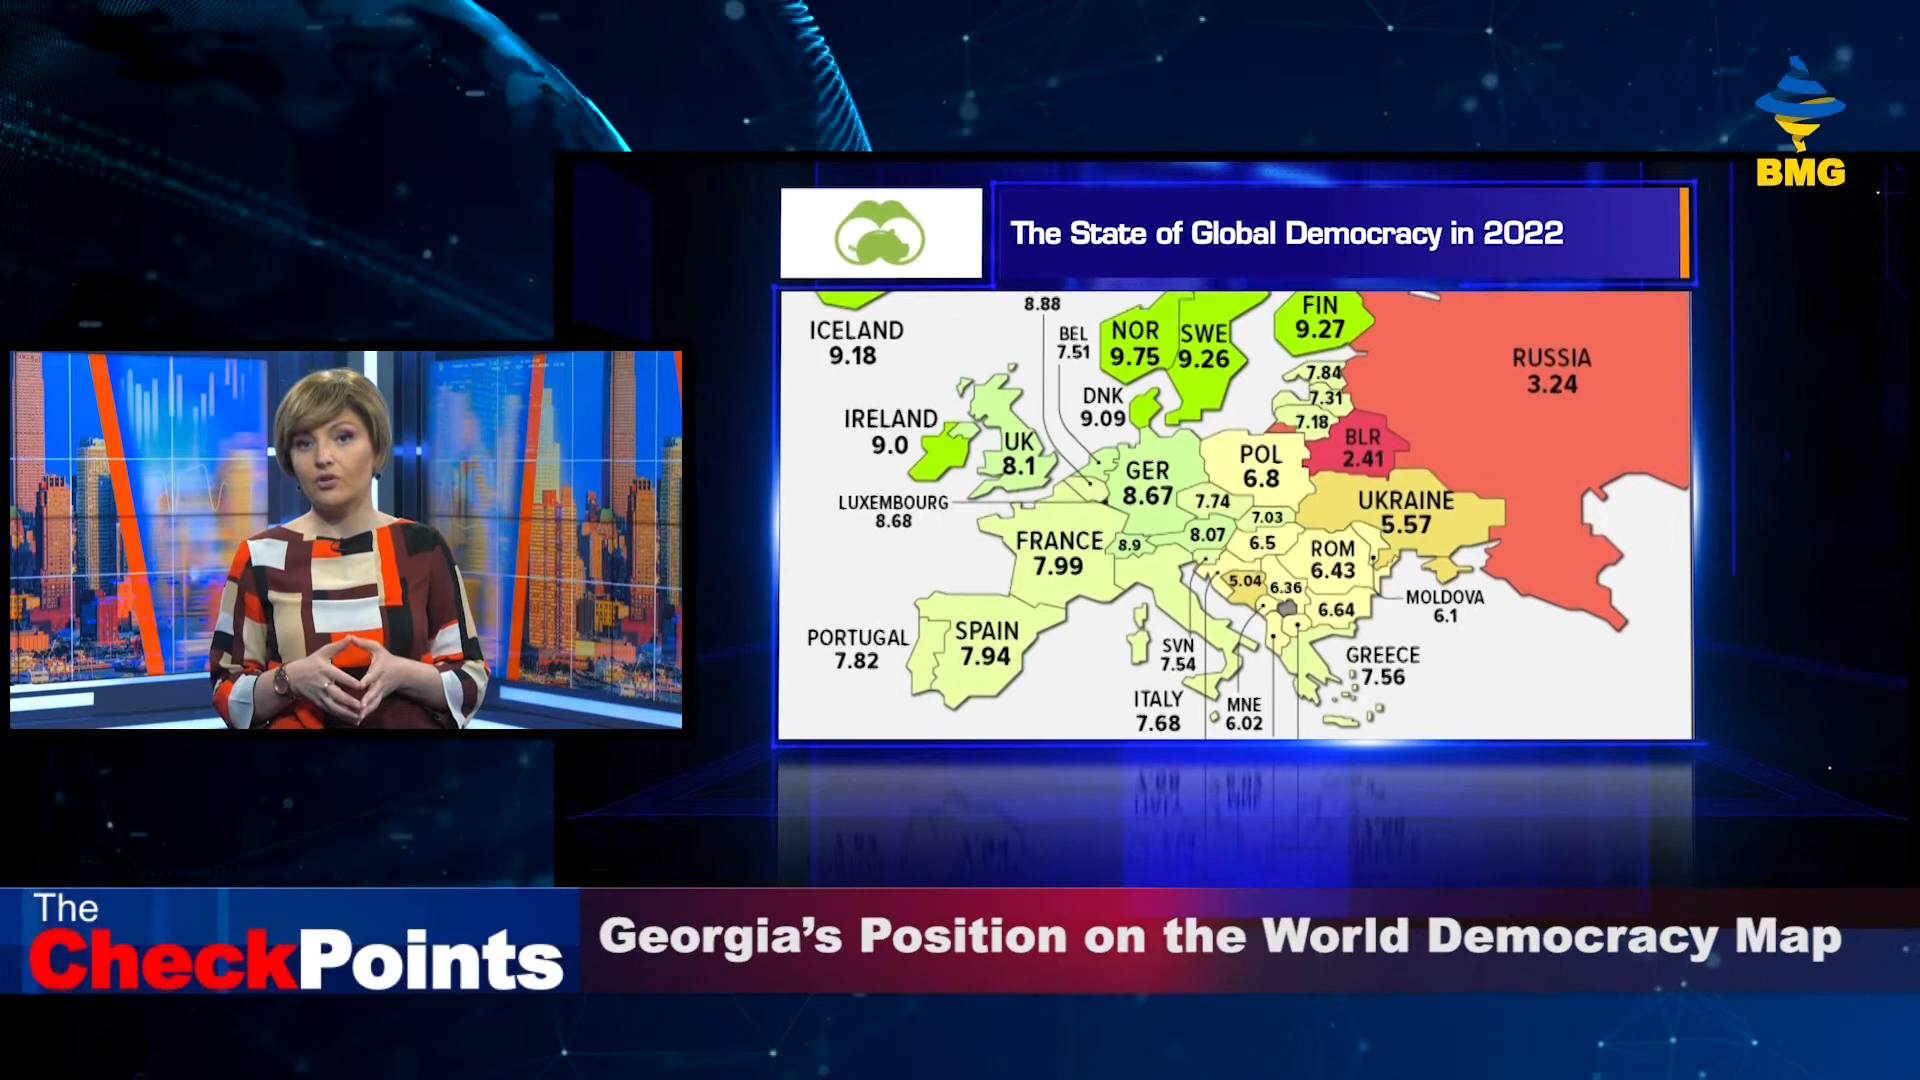 BMG
The State of Global Democracy in 2022
8.88
ICELAND
9.18
BEL
7.51
NOR
9.75
SWE
9.26
FIN
9.27
RUSSIA
3.24
7.84
7.31
7.18
DNK
9.09
IRELAND
9.0
UK
8.1
BLR
2.41
GER
8.67
POL
6.8
LUXEMBOURG
8.68
7.74
UKRAINE
5.57
7.03
FRANCE
7.99
8.9
8.07
6.5
ROM
6.43
5.04
6.36
6.64
MOLDOVA
6.1
PORTUGAL
7.82
SPAIN
7.94
SVN
7.54
GREECE
7.56
ITALY
7.68
MNE
6.02
The
CheckPoints
Georgia's Position on the World Democracy Map